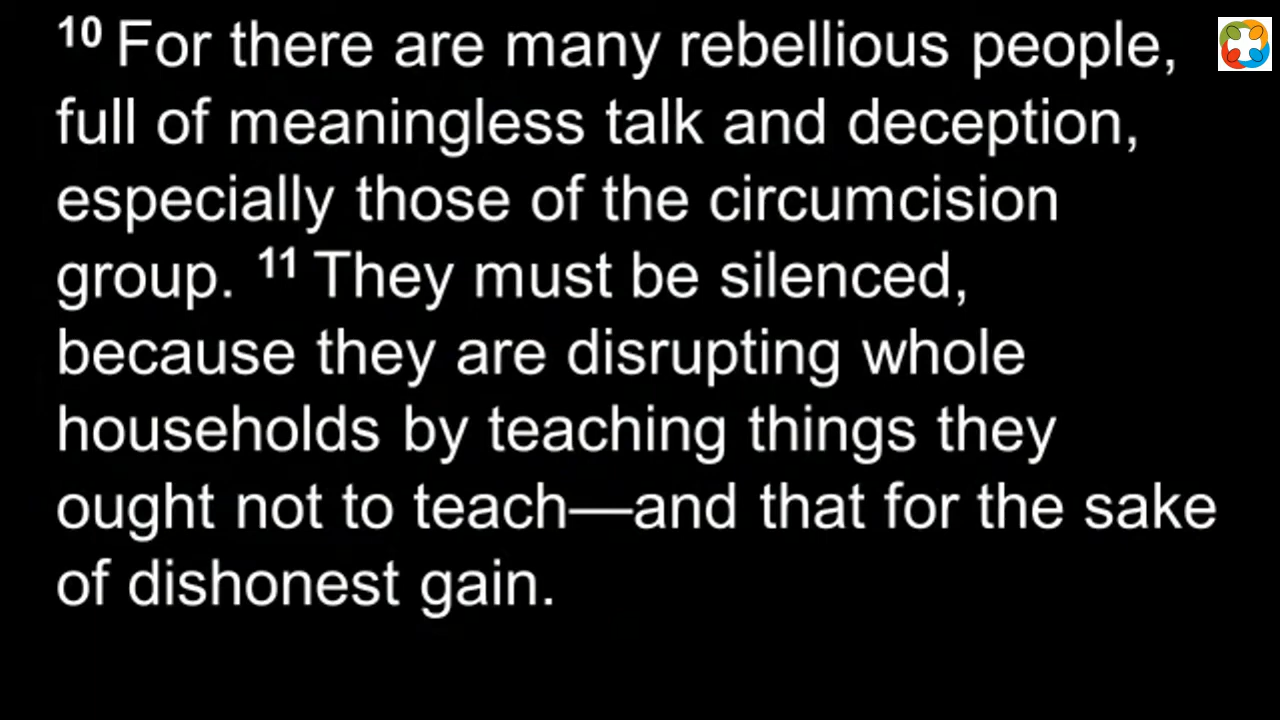 10 For there are many rebellious people,
full of meaningless talk and deception,
especially those of the circumcision
group. 11 They must be silenced,
because they are disrupting whole
households by teaching things they
ought not to teach—and that for the sake
of dishonest gain.